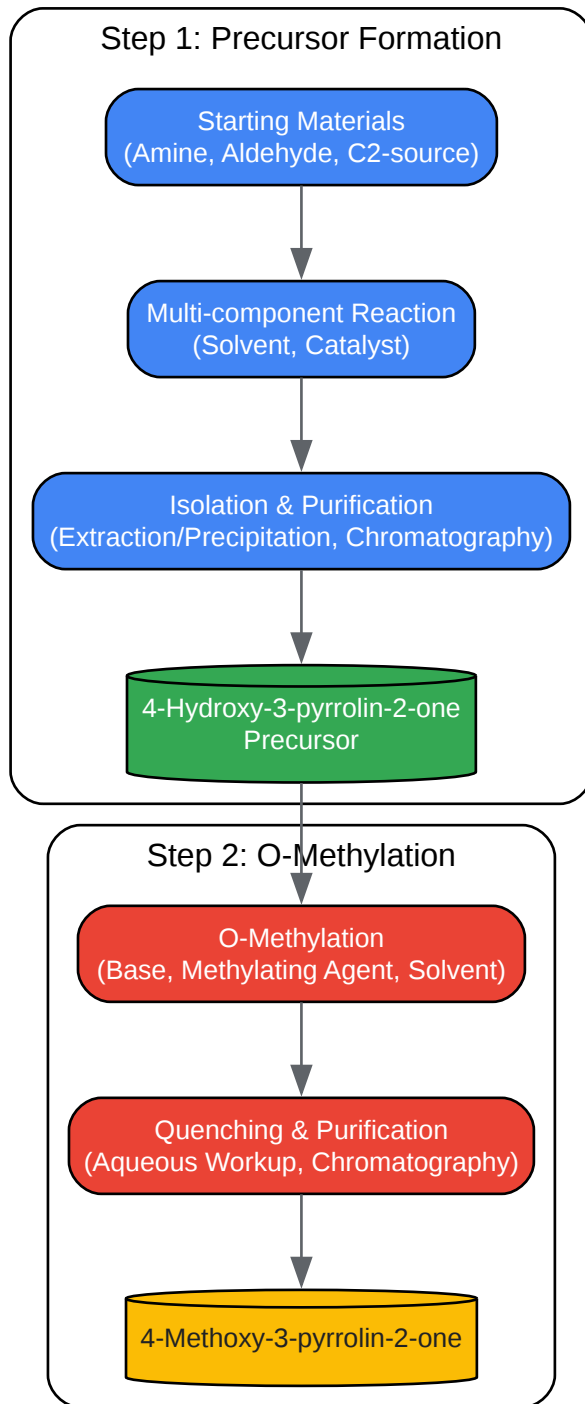 Step 1: Precursor Formation
Starting Materials
(Amine, Aldehyde, C2-source)
Multi-component Reaction
(Solvent, Catalyst)
Isolation & Purification
(Extraction/Precipitation, Chromatography)
4-Hydroxy-3-pyrrolin-2-one
Precursor
Step 2: O-Methylation
O-Methylation
(Base, Methylating Agent, Solvent)
Quenching & Purification
(Aqueous Workup, Chromatography)
4-Methoxy-3-pyrrolin-2-one